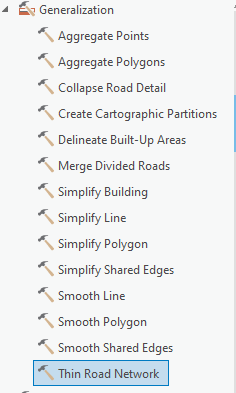 Generalization
Aggregate Points
Aggregate Polygons
Collapse Road Detail
Create Cartographic Partitions
Delineate Built-Up Areas
Merge Divided Roads
Simplify Building
Simplify Line
Simplify Polygon
Simplify Shared Edges
Smooth Line
Smooth Polygon
Smooth Shared Edges
Thin Road Network